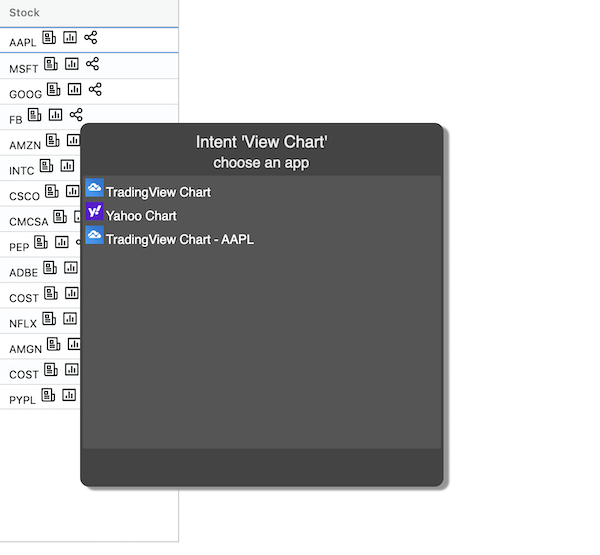 Stock
AAPL
MSFT
GOOG
FB
AMZN
INTC
CSCO
CMCSA
PEP
ADBE
COST
NFLX
AMGN
COST
PYPL
Intent 'View Chart'
choose an app
TradingView Chart
y! Yahoo Chart
TradingView Chart - AAPL